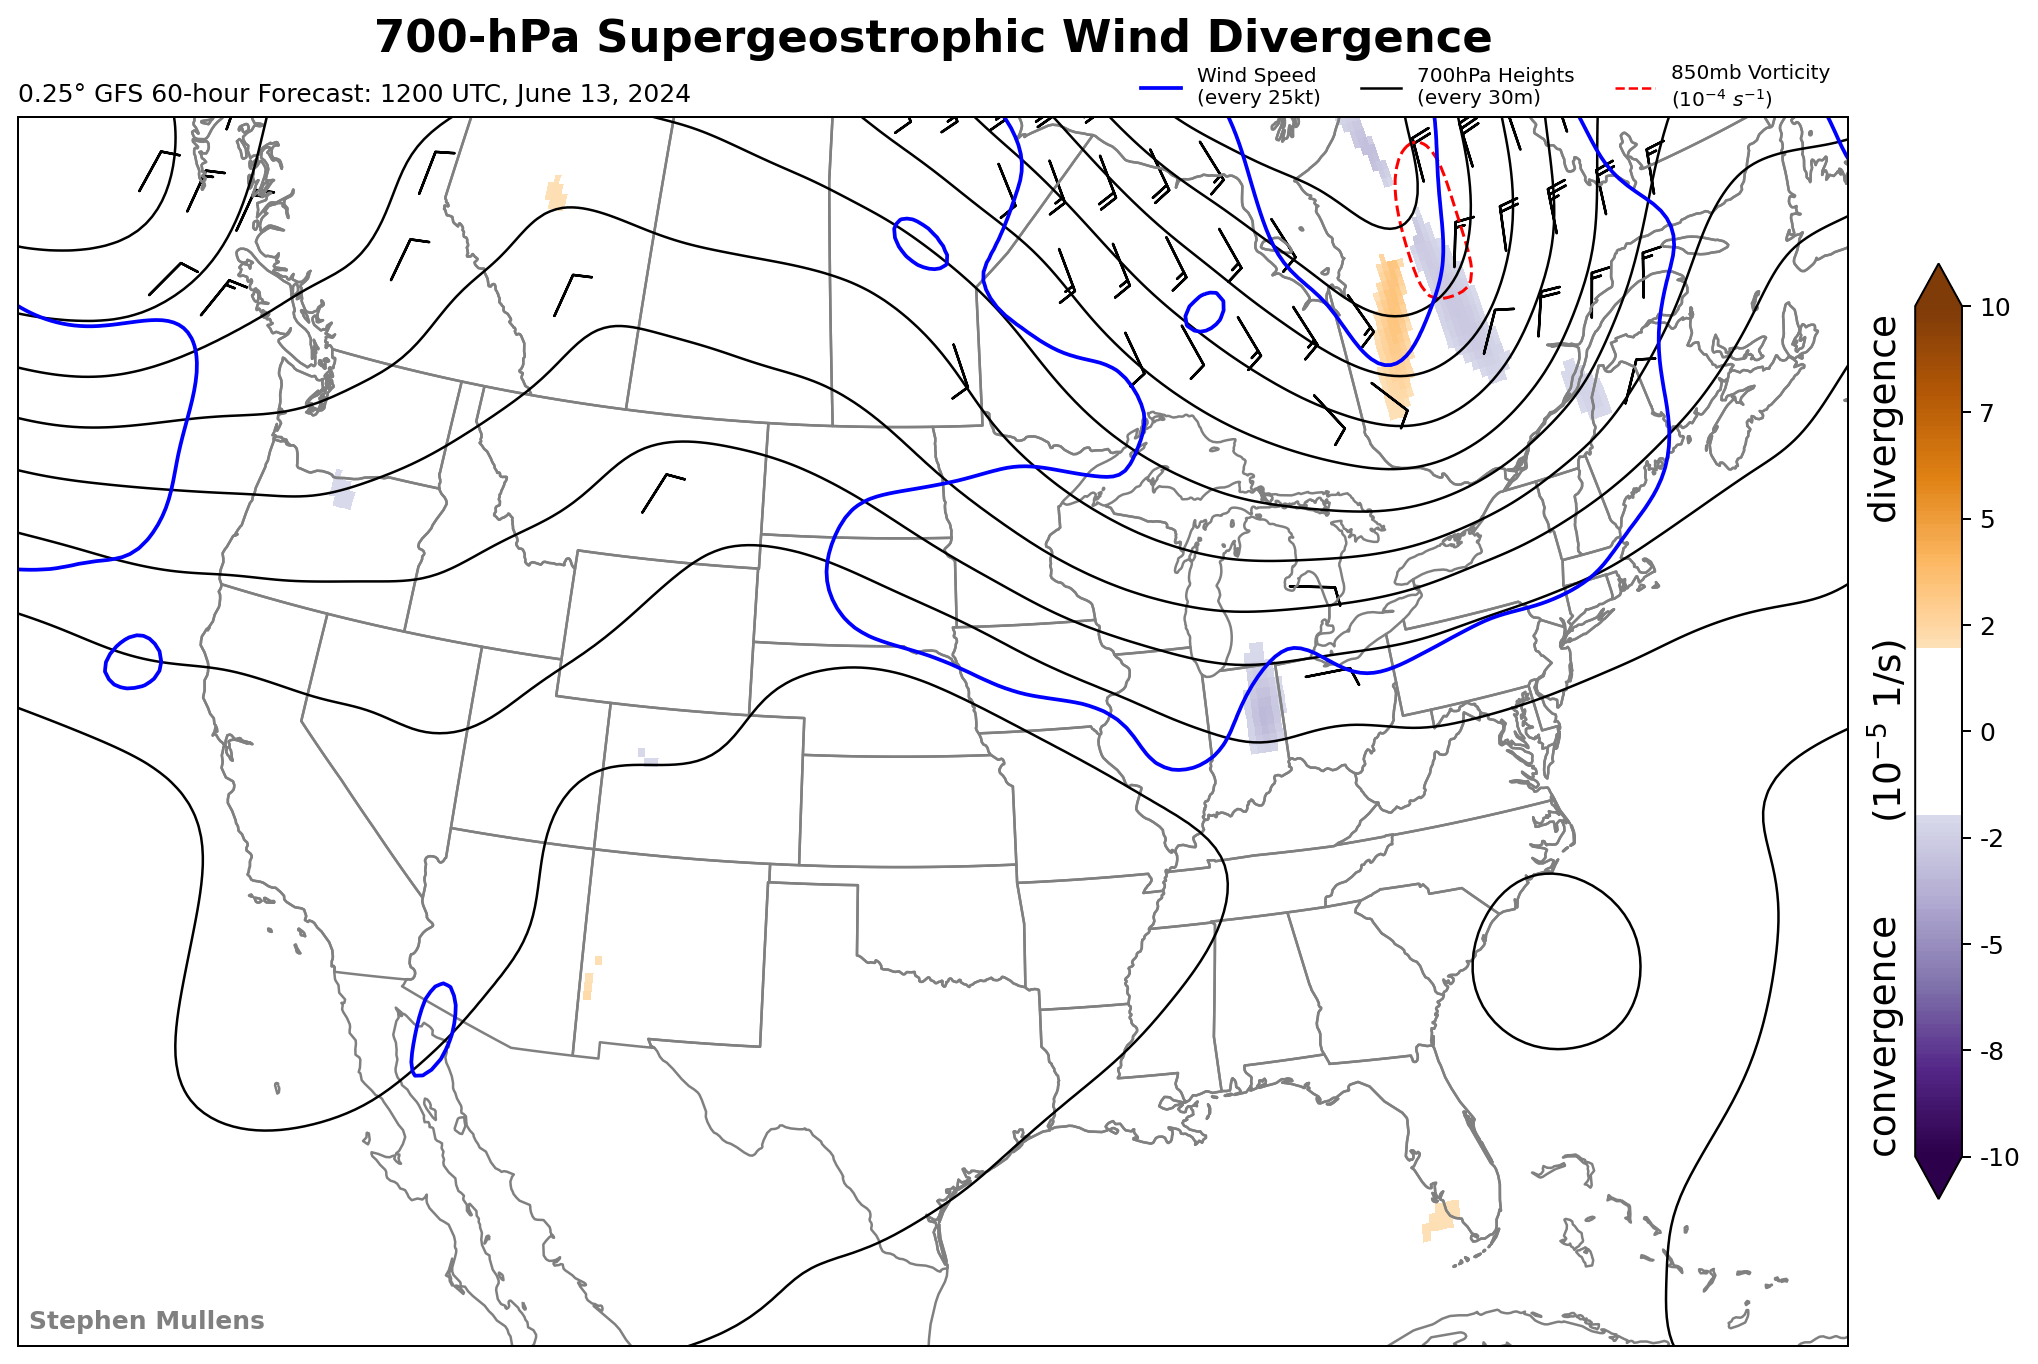 700-hPa Supergeostrophic Wind Divergence
0.25° GFS 60-hour Forecast: 1200 UTC, June 13, 2024
Wind Speed
(every 25kt)
700hPa Heights
(every 30m)
850mb Vorticity
(10⁻⁴ s⁻¹)
10
7
5
2
0
-2
-5
-8
-10
convergence (10⁻⁵ 1/s) divergence
Stephen Mullens